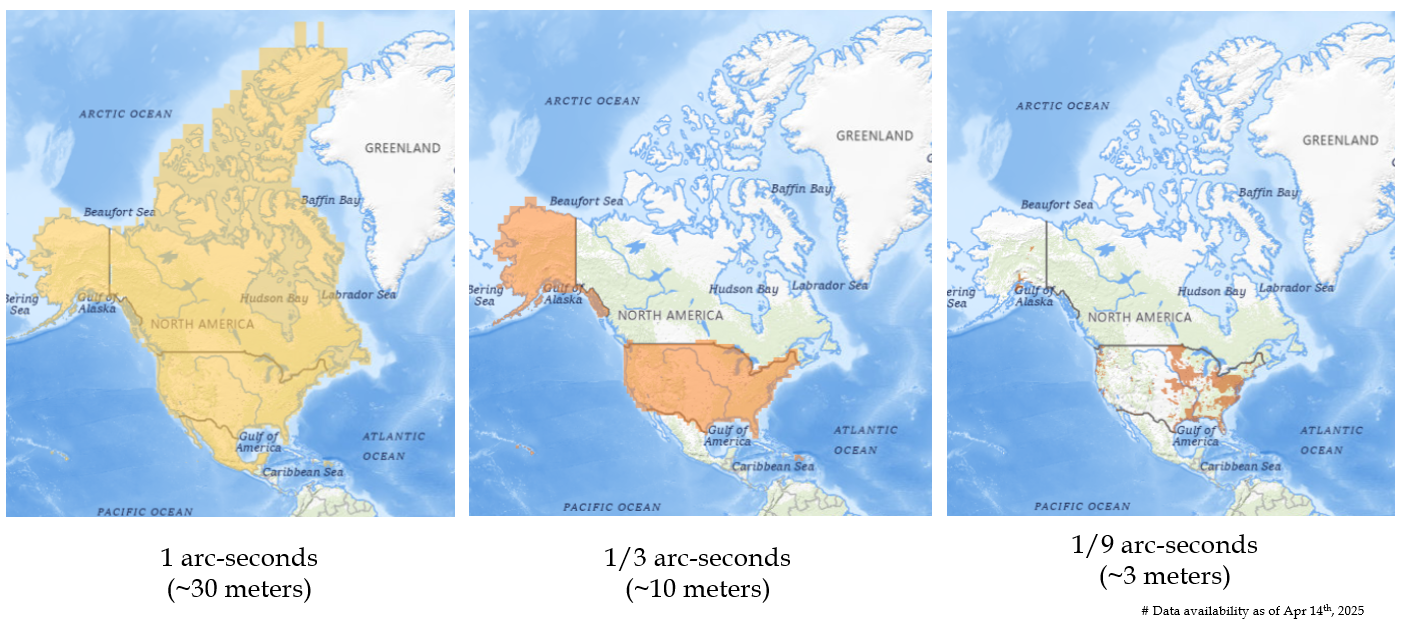 ARCTIC OCEAN
GREENLAND
Baffin Bay
Beaufort Sea
Bering
Sea
Gulf of
Alaska
Hudson Bay
Labrador Sea
NORTH AMERICA
Gulf of
America
ATLANTIC
OCEAN
Caribbean Sea
PACIFIC OCEAN
1 arc-seconds
(~30 meters)
ARCTIC OCEAN
GREENLAND
Baffin Bay
Beaufort Sea
Bering
Sea
Gulf of
Alaska
Hudson Bay
Labrador Sea
NORTH AMERICA
Gulf of
America
ATLANTIC
OCEAN
Caribbean Sea
PACIFIC OCEAN
1/3 arc-seconds
(~10 meters)
ARCTIC OCEAN
GREENLAND
Baffin Bay
Beaufort Sea
ering
Sea
Gulf of
Alaska
Hudson Bay
Labrador Sea
NORTH AMERICA
Gulf of
America
ATLANTIC
OCEAN
Caribbean Sea
PACIFIC OCEAN
1/9 arc-seconds
(~3 meters)
# Data availability as of Apr 14th, 2025